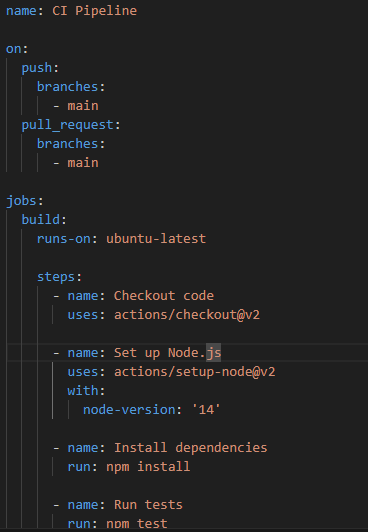 name: CI Pipeline
on:
push:
branches:
- main
pull_request:
branches:
- main
jobs:
build:
runs-on: ubuntu-latest
steps:
- name: Checkout code
uses: actions/checkout@v2
- name: Set up Node.js
uses: actions/setup-node@v2
with:
node-version: '14'
- name: Install dependencies
run: npm install
- name: Run tests
run: npm test